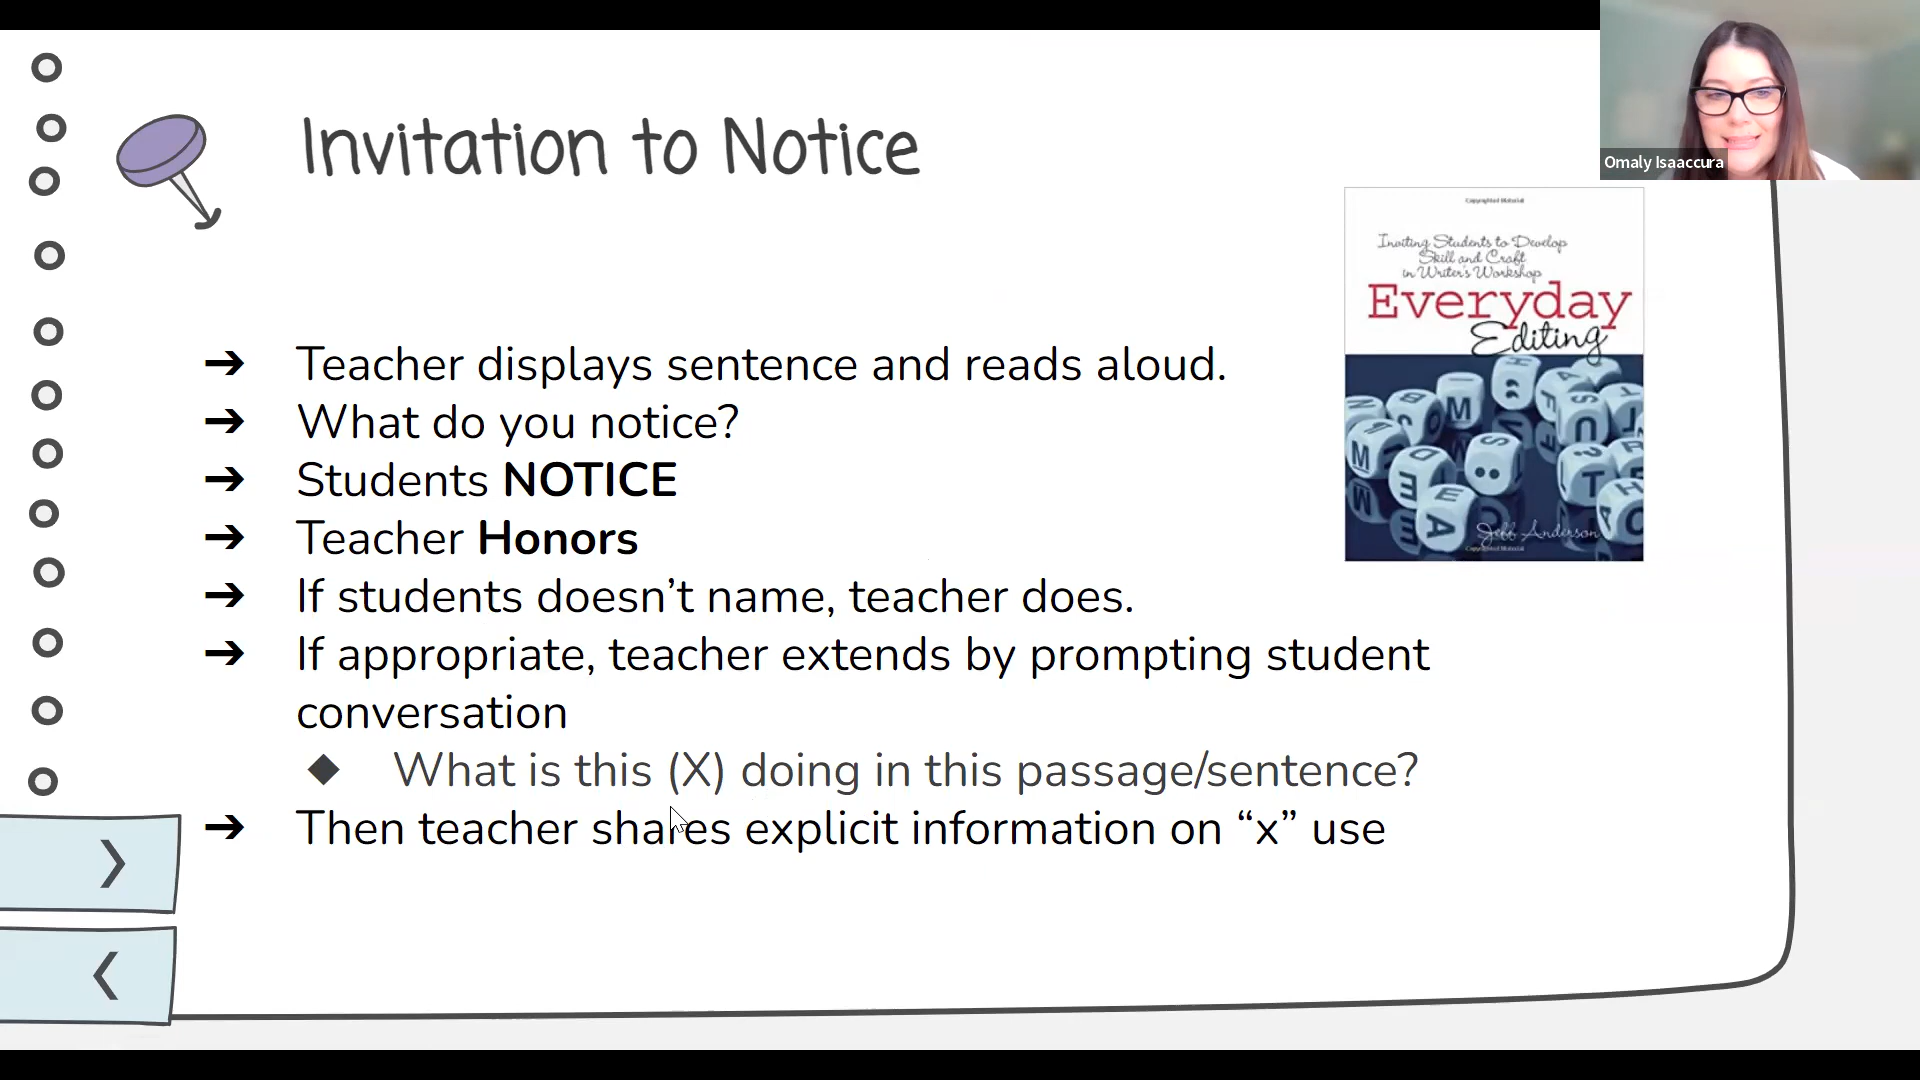 Invitation to Notice
Omaly Isaaccura
Copyrighted Material
Inviting Students to Develop
Skill and Craft
in Writer's Workshop
Everyday
Editing
Jeff Anderson
Copyrighted Material
➔ Teacher displays sentence and reads aloud.
➔ What do you notice?
➔ Students NOTICE
➔ Teacher Honors
➔ If students doesn’t name, teacher does.
➔ If appropriate, teacher extends by prompting student
conversation
◆ What is this (X) doing in this passage/sentence?
➔ Then teacher shares explicit information on “x” use